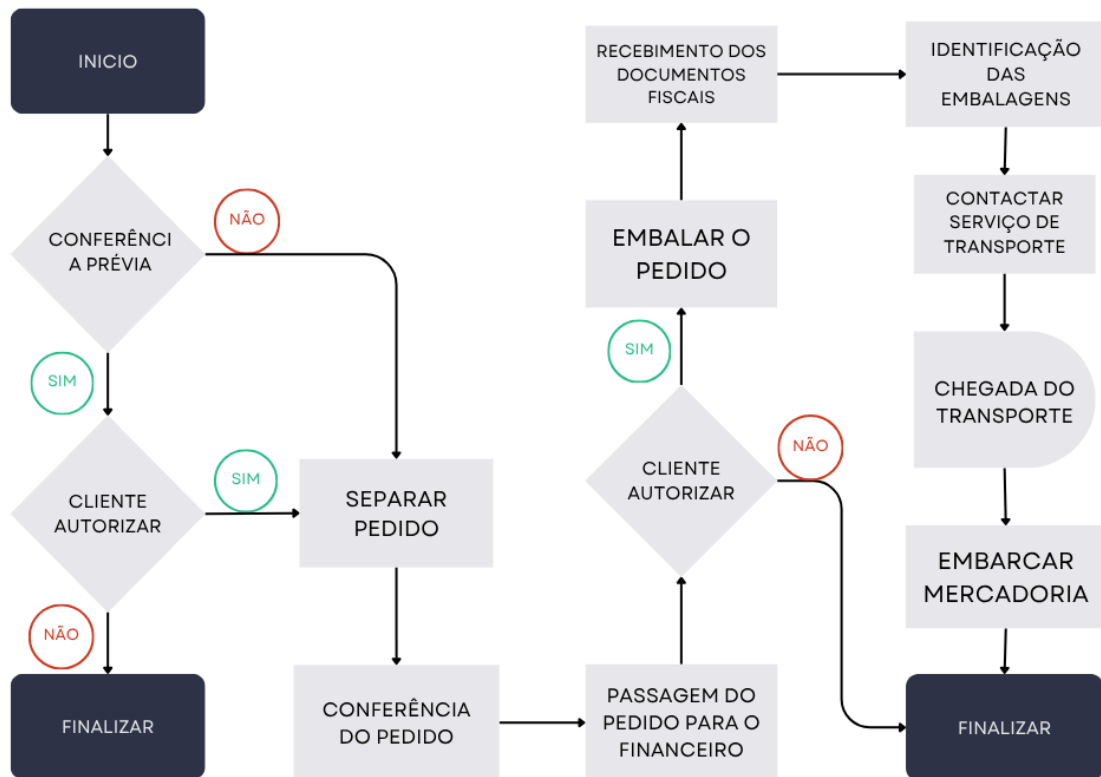 INICIO
CONFERÊNCI
A PRÉVIA
NÃO
SIM
CLIENTE
AUTORIZAR
SIM
NÃO
FINALIZAR
SEPARAR
PEDIDO
CONFERÊNCIA
DO PEDIDO
PASSAGEM DO
PEDIDO PARA O
FINANCEIRO
CLIENTE
AUTORIZAR
SIM
NÃO
EMBALAR O
PEDIDO
RECEBIMENTO DOS
DOCUMENTOS
FISCAIS
IDENTIFICAÇÃO
DAS
EMBALAGENS
CONTACTAR
SERVIÇO DE
TRANSPORTE
CHEGADA DO
TRANSPORTE
EMBARCAR
MERCADORIA
FINALIZAR